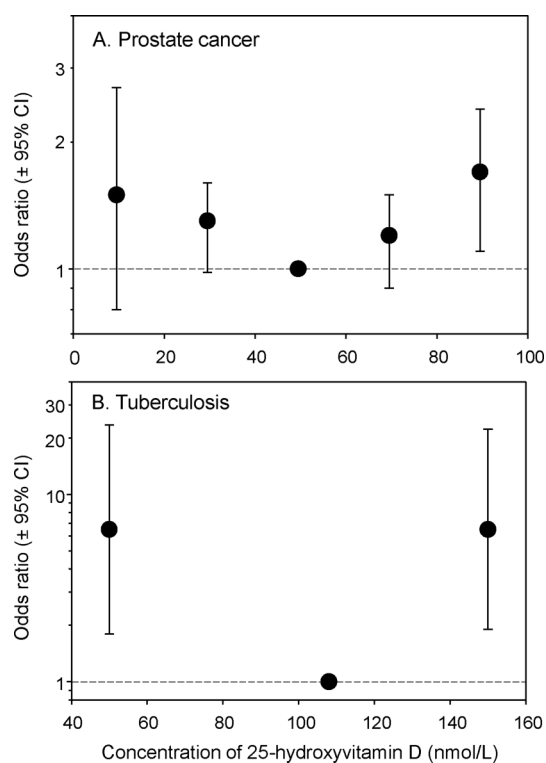 A. Prostate cancer
Odds ratio (± 95% CI)
3
2
1
0 20 40 60 80 100
B. Tuberculosis
Odds ratio (± 95% CI)
30
20
10
1
40 60 80 100 120 140 160
Concentration of 25-hydroxyvitamin D (nmol/L)